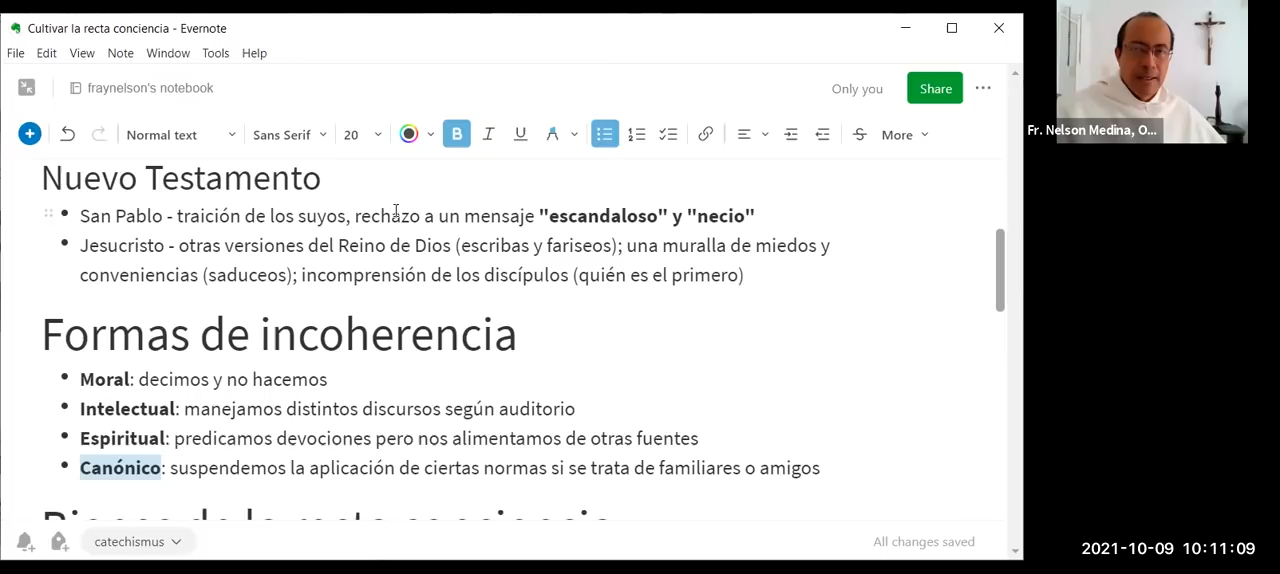 Cultivar la recta conciencia - Evernote
File Edit View Note Window Tools Help
fraynelson's notebook
Only you
Share
Normal text
Sans Serif
20
B
I
U
More
Nuevo Testamento
San Pablo - traición de los suyos, rechazo a un mensaje "escandaloso" y "necio"
Jesucristo - otras versiones del Reino de Dios (escribas y fariseos); una muralla de miedos y
conveniencias (saduceos); incomprensión de los discípulos (quién es el primero)
Formas de incoherencia
Moral: decimos y no hacemos
Intelectual: manejamos distintos discursos según auditorio
Espiritual: predicamos devociones pero nos alimentamos de otras fuentes
Canónico: suspendemos la aplicación de ciertas normas si se trata de familiares o amigos
catechismus
All changes saved
Fr. Nelson Medina, O...
2021-10-09 10:11:09